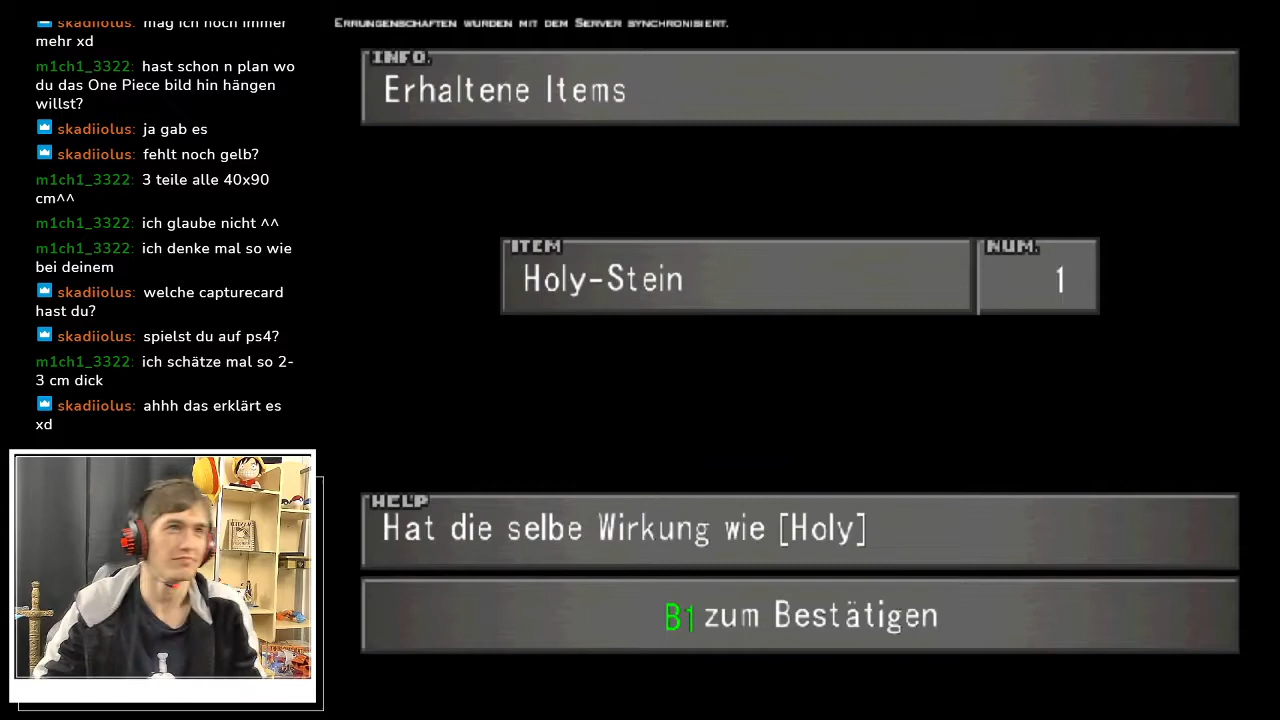 skadiiolus: mag ich noch immer
mehr xd
m1ch1_3322: hast schon n plan wo
du das One Piece bild hin hängen
willst?
skadiiolus: ja gab es
skadiiolus: fehlt noch gelb?
m1ch1_3322: 3 teile alle 40x90
cm^^
m1ch1_3322: ich glaube nicht ^^
m1ch1_3322: ich denke mal so wie
bei deinem
skadiiolus: welche capturecard
hast du?
skadiiolus: spielst du auf ps4?
m1ch1_3322: ich schätze mal so 2-
3 cm dick
skadiiolus: ahhh das erklärt es
xd
Errungenschaften wurden mit dem Server synchronisiert.
INFO.
Erhaltene Items
ITEM
Holy-Stein
NUM.
1
HELP
Hat die selbe Wirkung wie [Holy]
B1 zum Bestätigen